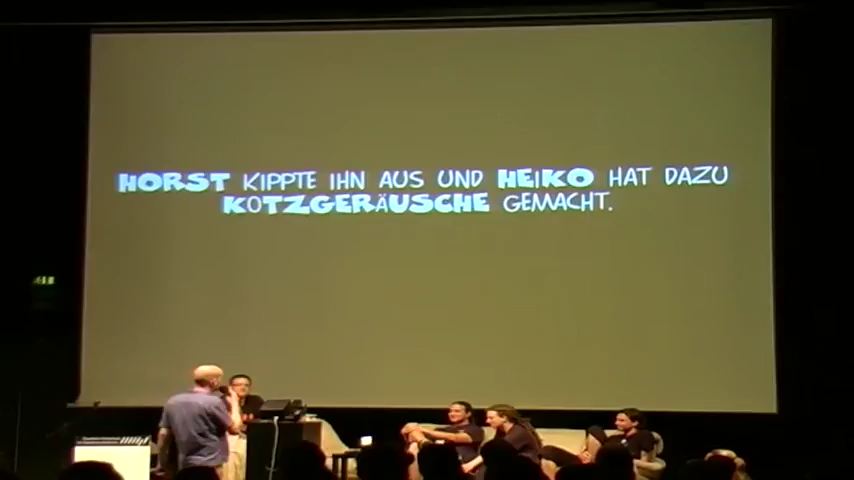 HORST KIPPTE IHN AUS UND HEIKO HAT DAZU
KOTZGERÄUSCHE GEMACHT.